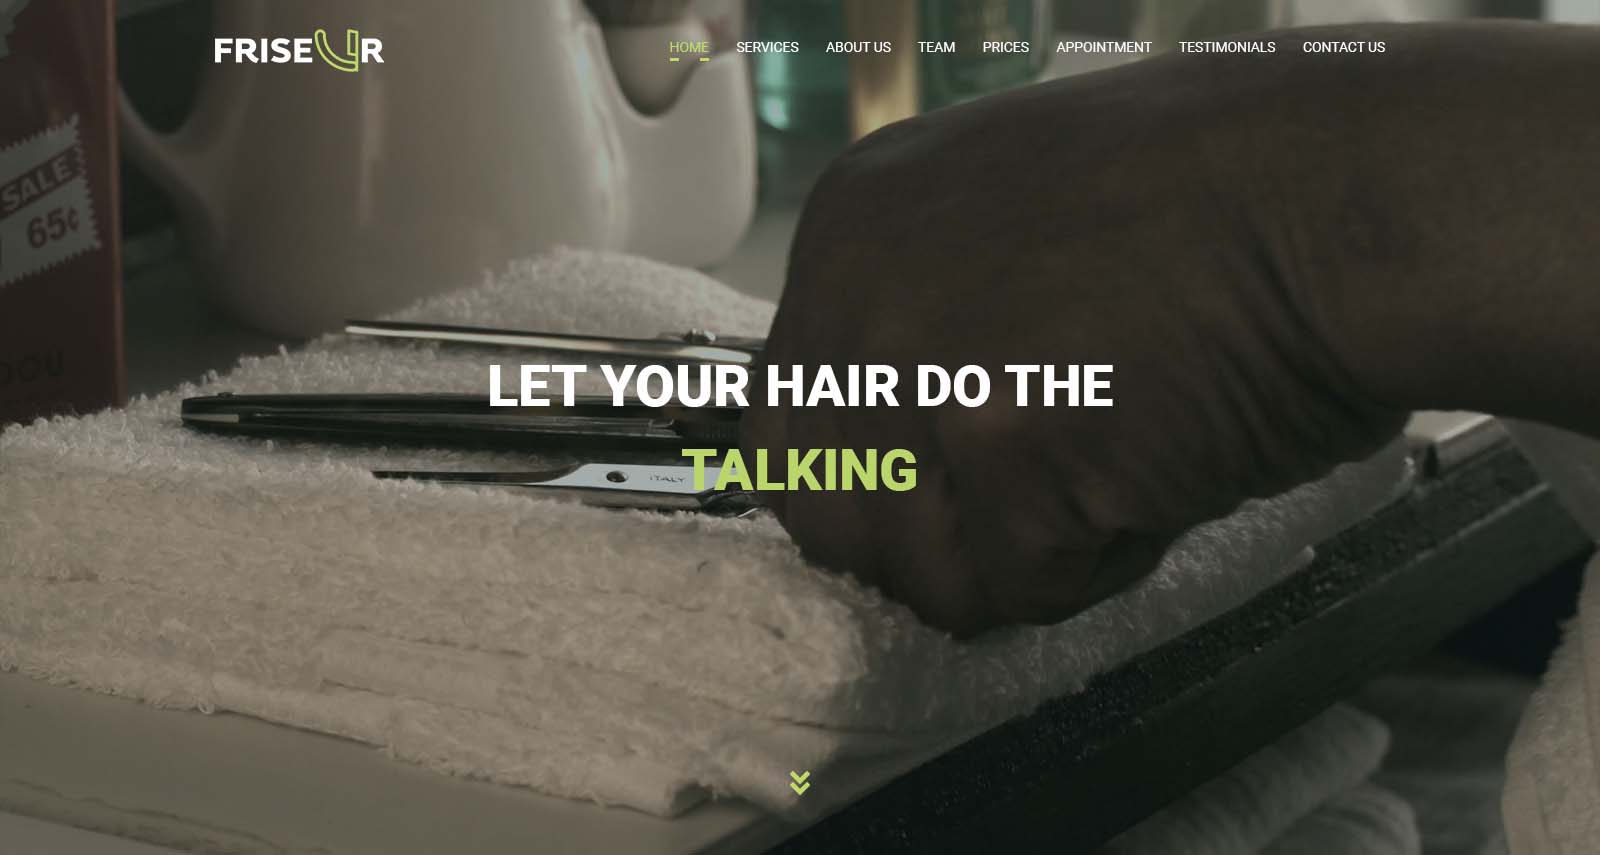 FRISEUR
HOME SERVICES ABOUT US TEAM PRICES APPOINTMENT TESTIMONIALS CONTACT US
SALE
65¢
LET YOUR HAIR DO THE
TALKING
ITALY